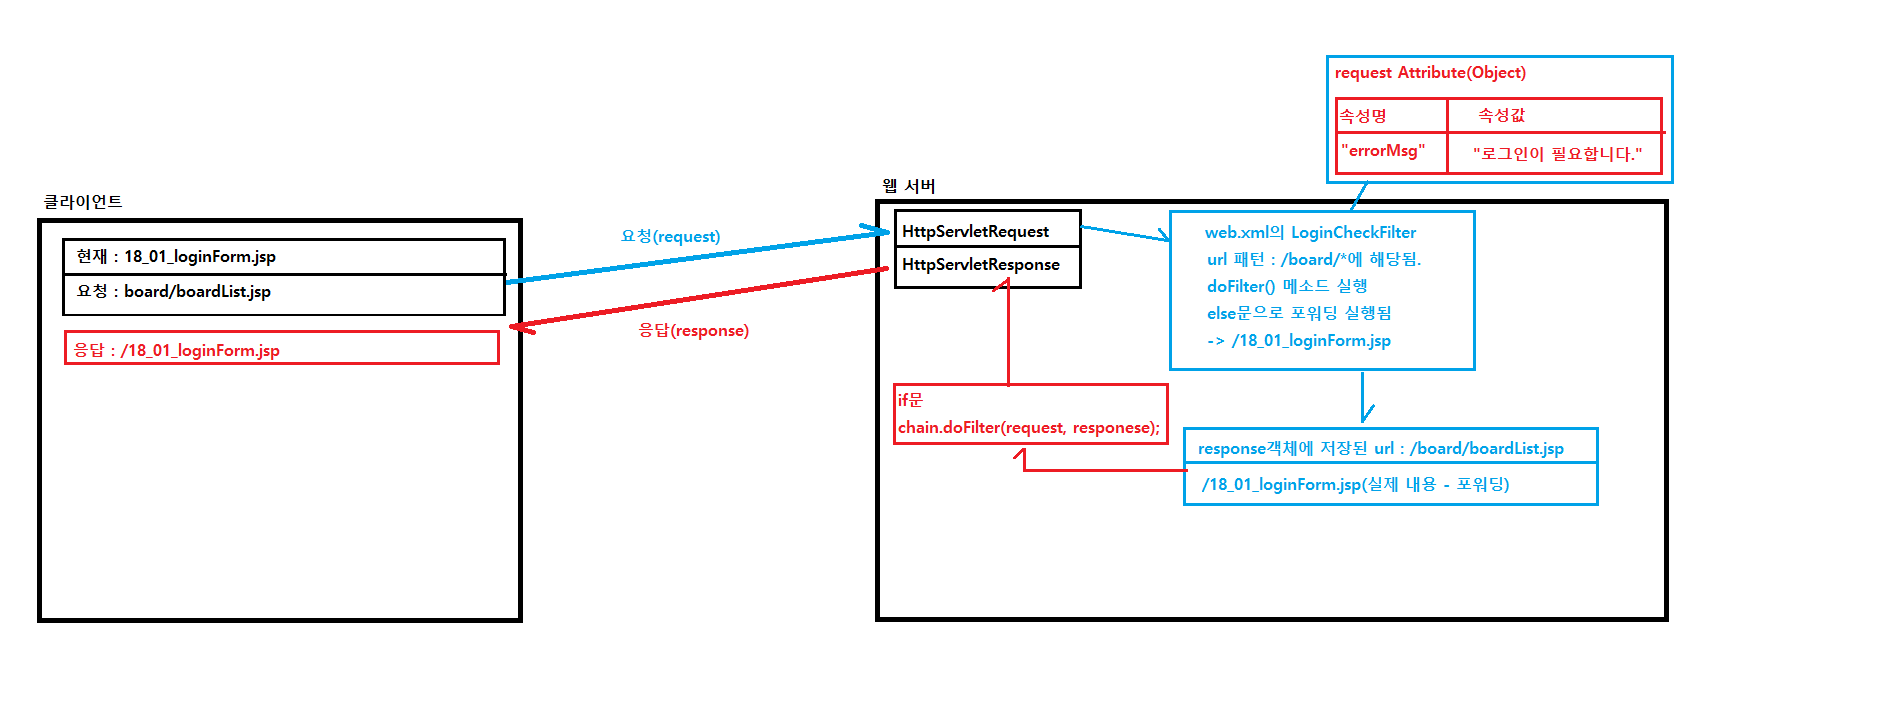 클라이언트
현재 : 18_01_loginForm.jsp
요청 : board/boardList.jsp
응답 : /18_01_loginForm.jsp
요청(request)
응답(response)
웹 서버
HttpServletRequest
HttpServletResponse
request Attribute(Object)
속성명 속성값
"errorMsg" "로그인이 필요합니다."
web.xml의 LoginCheckFilter
url 패턴 : /board/*에 해당됨.
doFilter() 메소드 실행
else문으로 포워딩 실행됨
-> /18_01_loginForm.jsp
if문
chain.doFilter(request, responese);
response객체에 저장된 url : /board/boardList.jsp
/18_01_loginForm.jsp(실제 내용 - 포워딩)